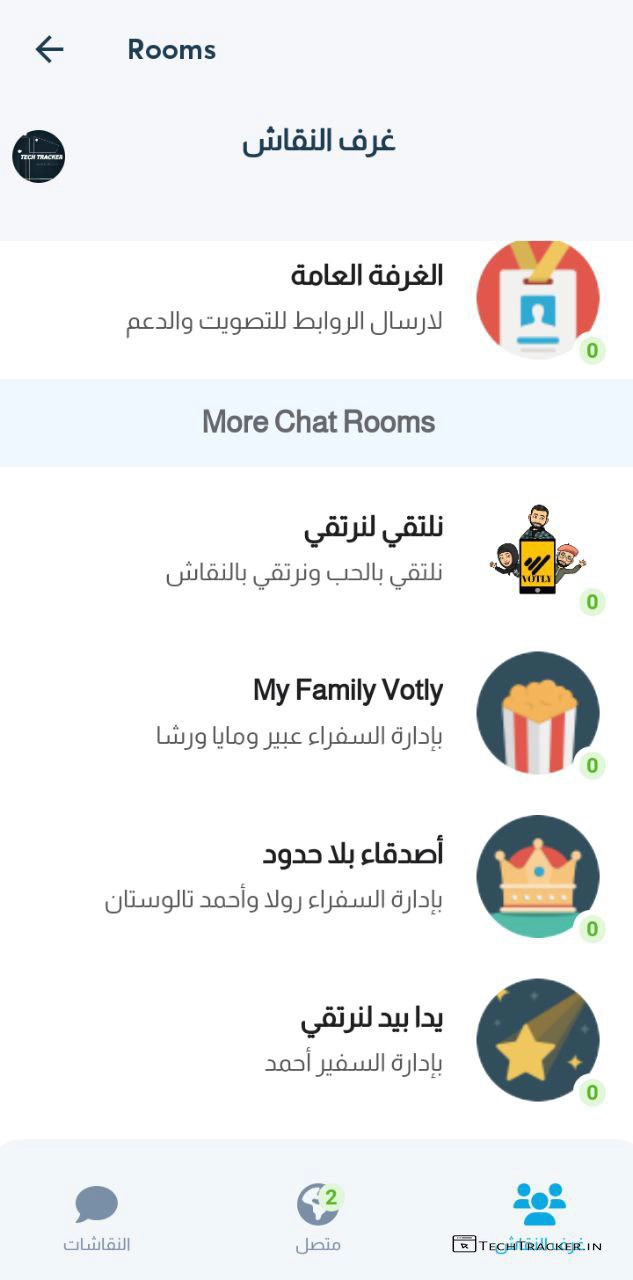 Rooms
غرف النقاش
TECH TRACKER
الغرفة العامة
لارسال الروابط للتصويت والدعم
0
More Chat Rooms
نلتقي لنرتقي
نلتقي بالحب ونرتقي بالنقاش
VOTLY
0
My Family Votly
بإدارة السفراء عبير ومايا ورشا
0
أصدقاء بلا حدود
بإدارة السفراء رولا وأحمد تالوستان
0
يدا بيد لنرتقي
بإدارة السفير أحمد
0
غرف النقاش
متصل
2
النقاشات
TECHTRACKER.IN